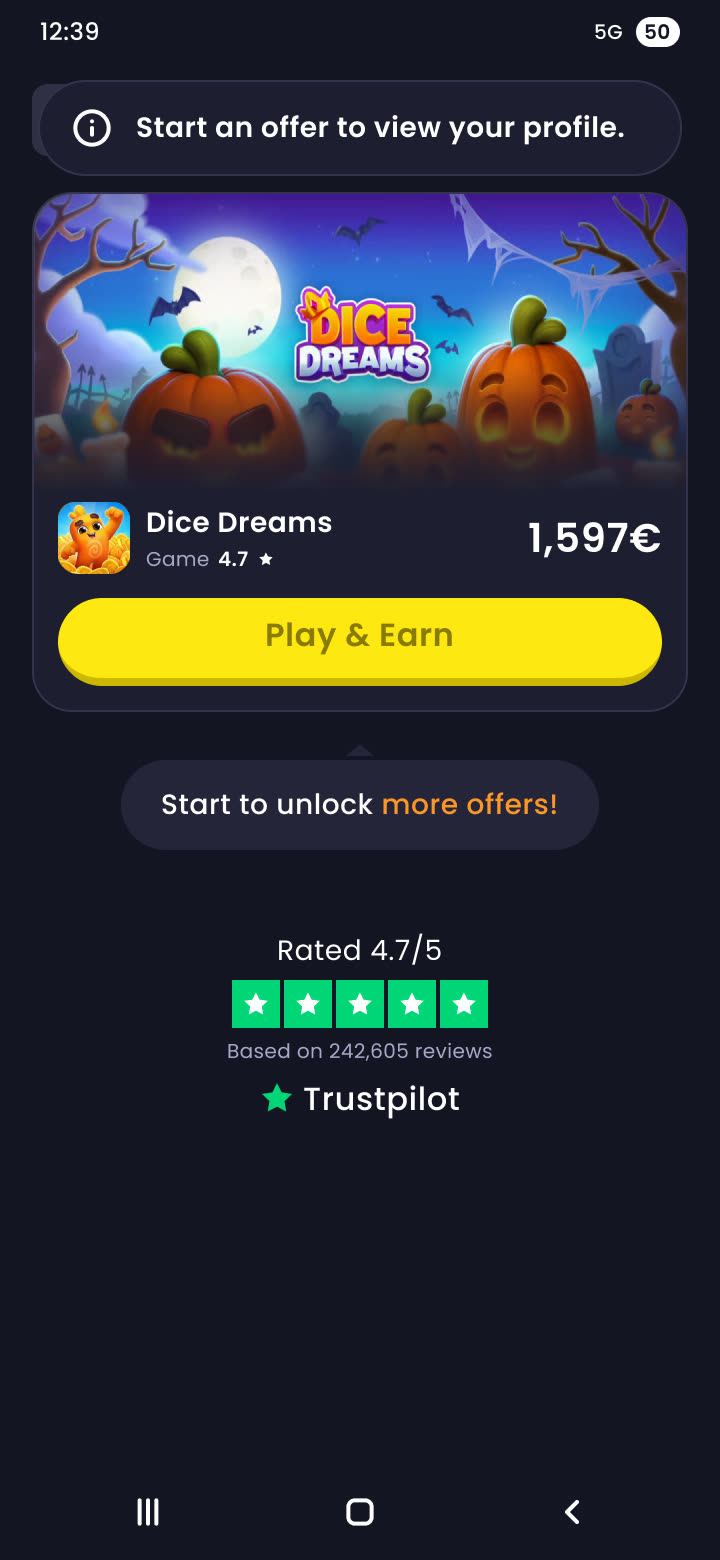 12:39
5G 50
Start an offer to view your profile.
DICE
DREAMS
Dice Dreams
Game 4.7
1,597€
Play & Earn
Start to unlock more offers!
Rated 4.7/5
Based on 242,605 reviews
Trustpilot